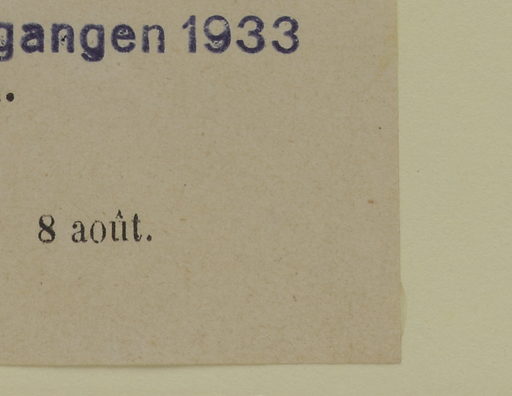 gangen 1933
.
8 août.